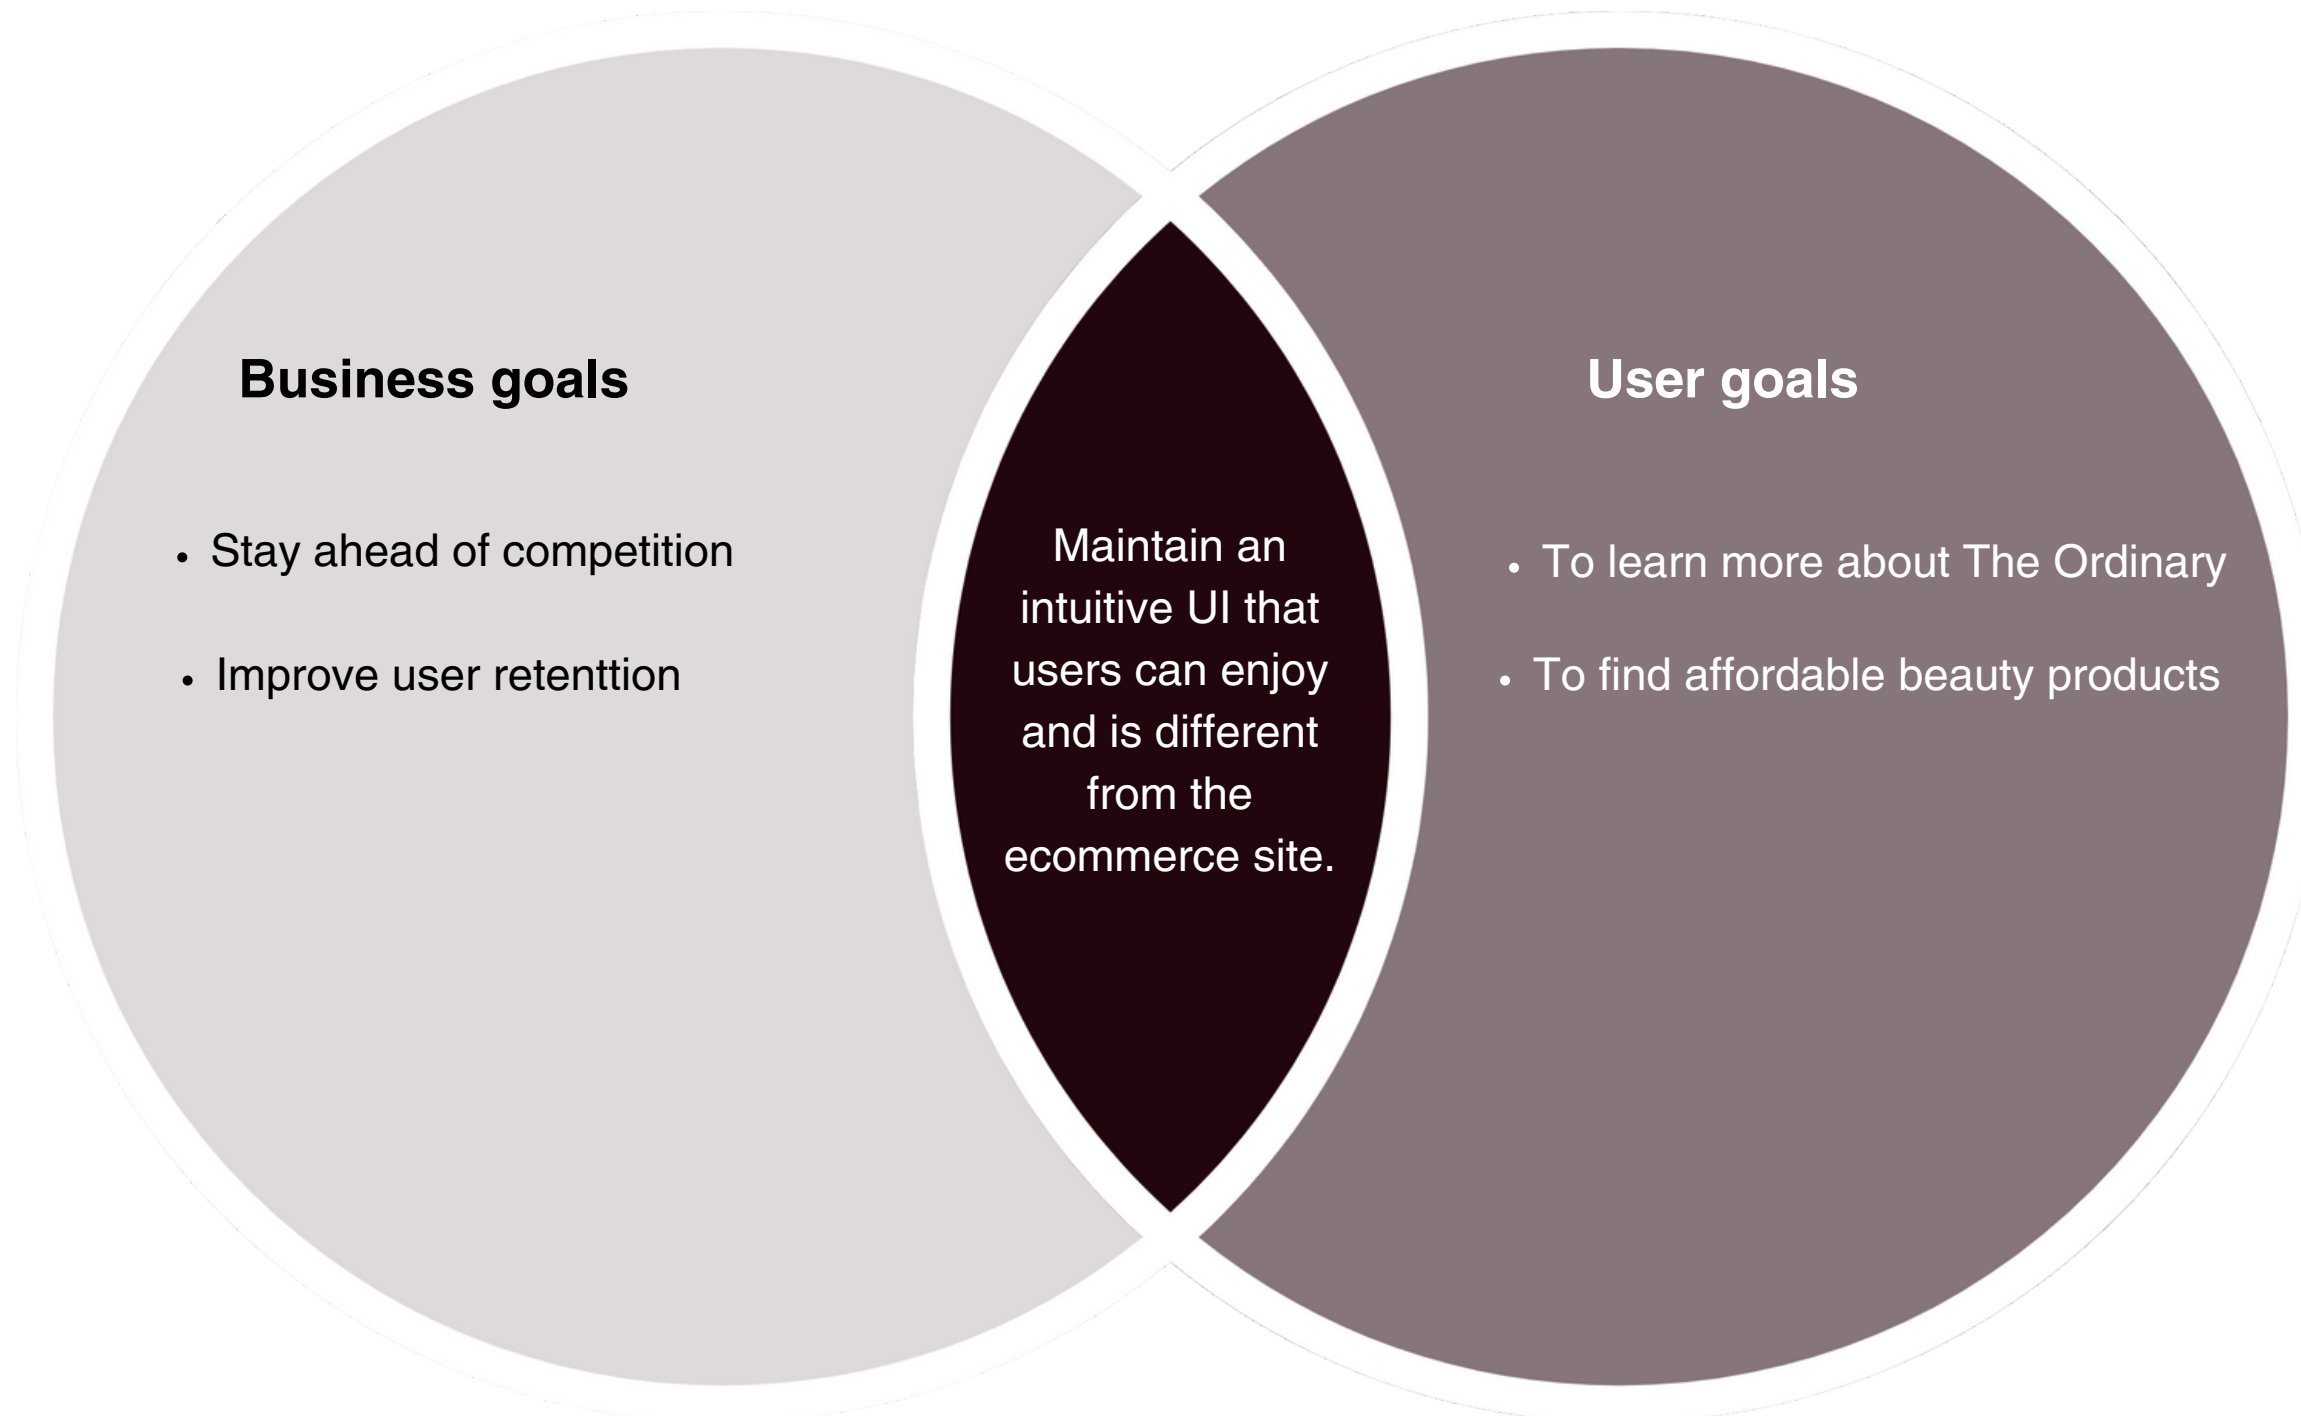 Business goals
• Stay ahead of competition
• Improve user retenttion
Maintain an
intuitive UI that
users can enjoy
and is different
from the
ecommerce site.
User goals
• To learn more about The Ordinary
• To find affordable beauty products